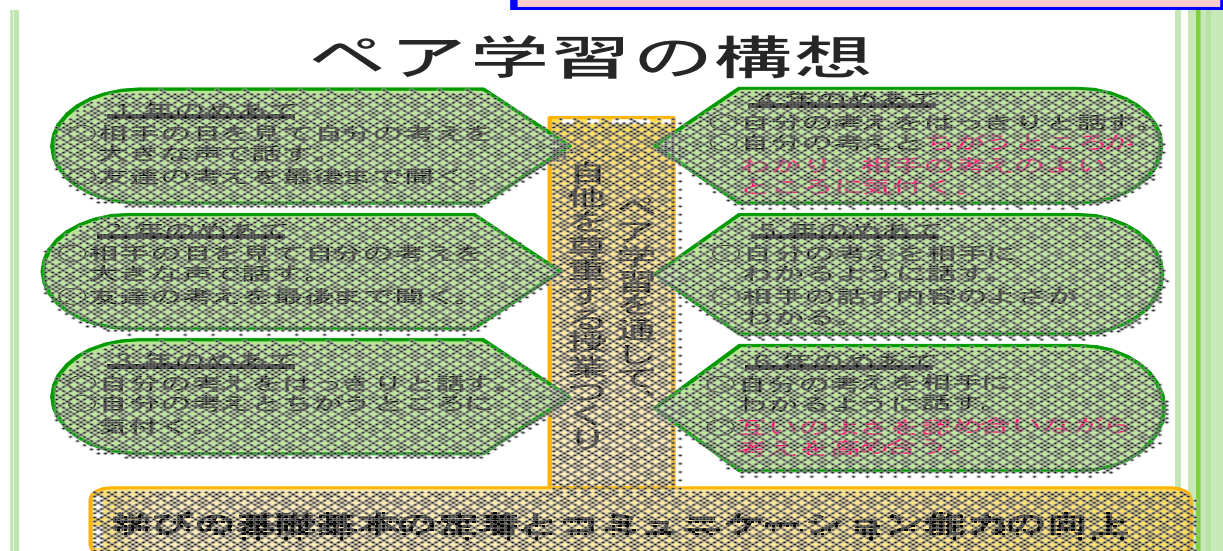 ペア学習の構想
１年のめあて
○相手の目を見て自分の考えを
大きな声で話す。
○友達の考えを最後まで聞く。
２年のめあて
○相手の目を見て自分の考えを
大きな声で話す。
○友達の考えを最後まで聞く。
３年のめあて
○自分の考えをはっきりと話す。
○自分の考えとちがうところに
気付く。
ペア学習を通して、
自他を尊重する授業づくり
４年のめあて
○自分の考えをはっきりと話す。
○自分の考えとちがうところが
わかり、相手の考えのよい
ところに気付く。
５年のめあて
○自分の考えを相手に
わかるように話す。
○相手の話す内容のよさが
わかる。
６年のめあて
○自分の考えを相手に
わかるように話す。
○互いのよさを認め合いながら
考えを高め合う。
学びの基礎基本の定着とコミュニケーション能力の向上